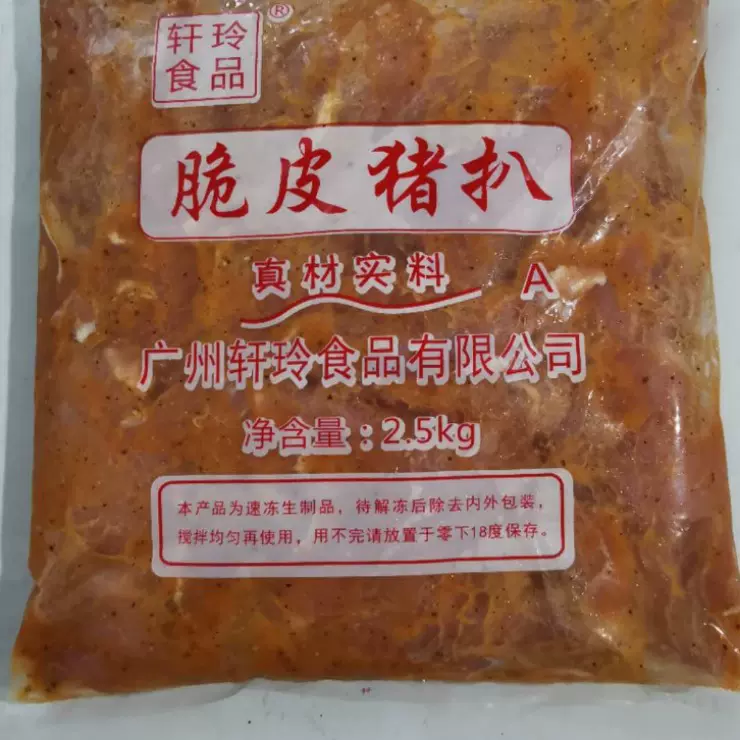 轩玲®
食品
脆皮猪扒
真材实料 A
广州轩玲食品有限公司
净含量：2.5kg
本产品为速冻生制品，待解冻后除去内外包装，
搅拌均匀再使用，用不完请放置于零下18度保存。